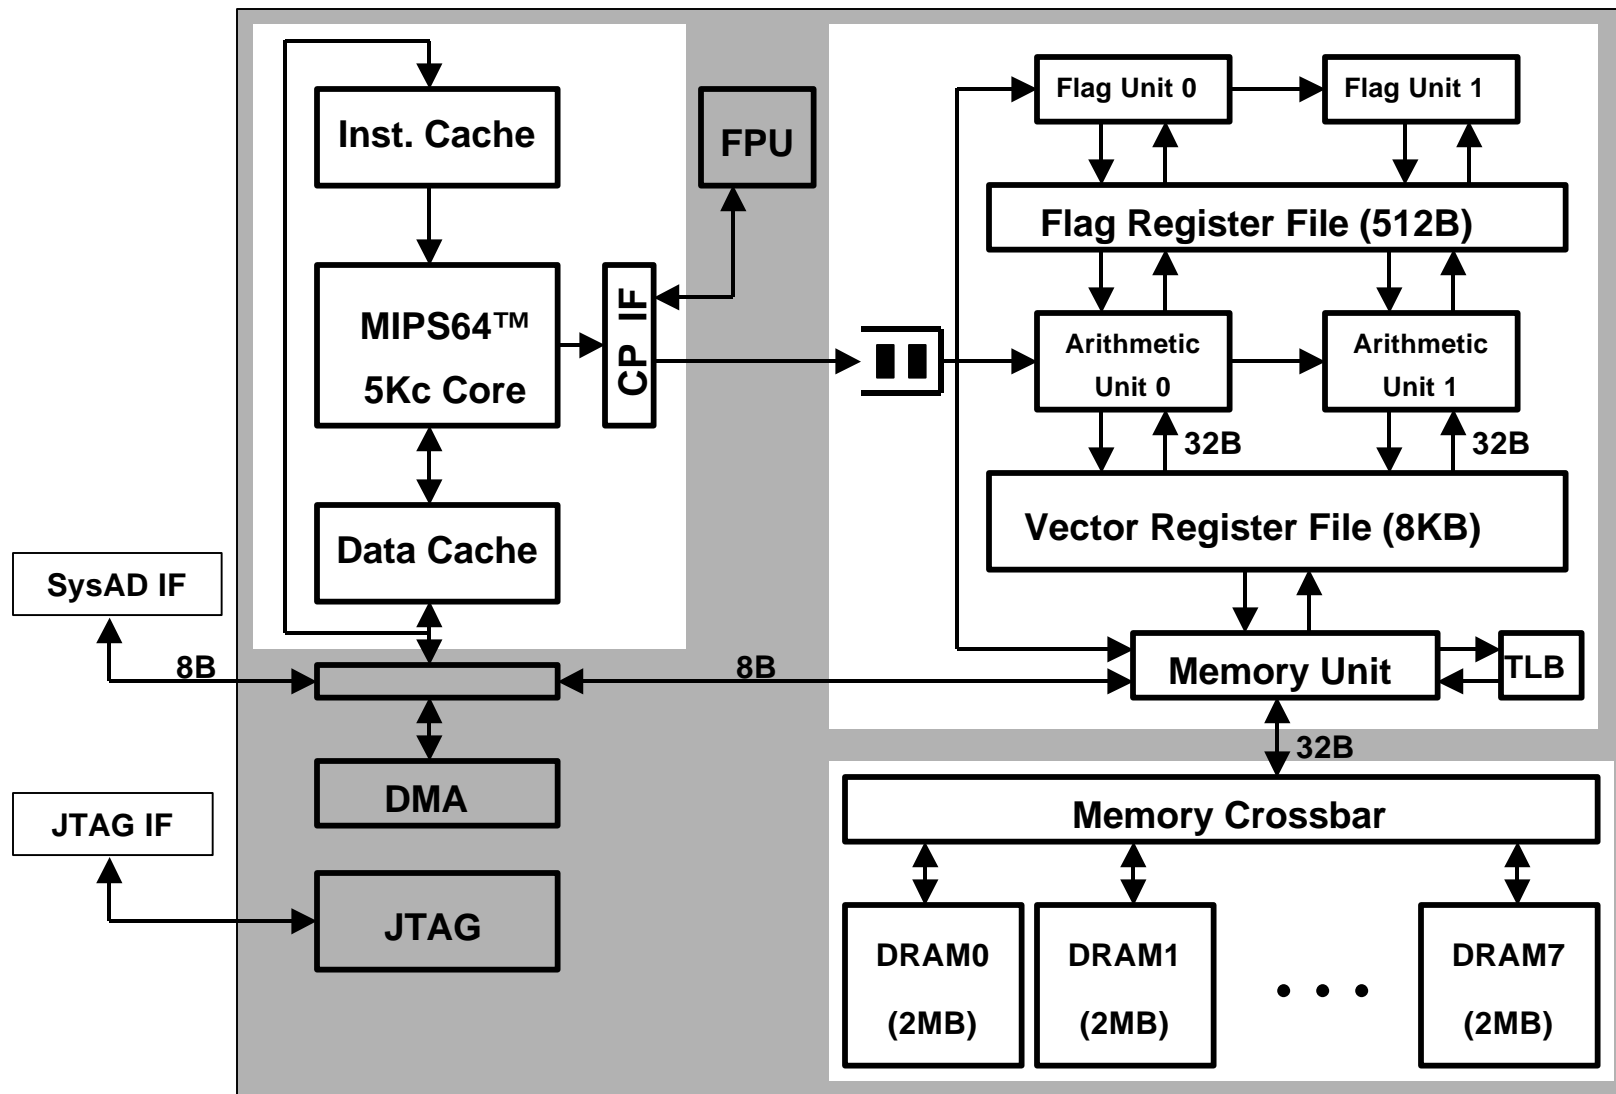 Inst. Cache
MIPS64™
5Kc Core
Data Cache
CP IF
FPU
SysAD IF
8B
8B
DMA
JTAG IF
JTAG
Flag Unit 0
Flag Unit 1
Flag Register File (512B)
Arithmetic
Unit 0
Arithmetic
Unit 1
32B
32B
Vector Register File (8KB)
Memory Unit
TLB
32B
Memory Crossbar
DRAM0
(2MB)
DRAM1
(2MB)
• • •
DRAM7
(2MB)